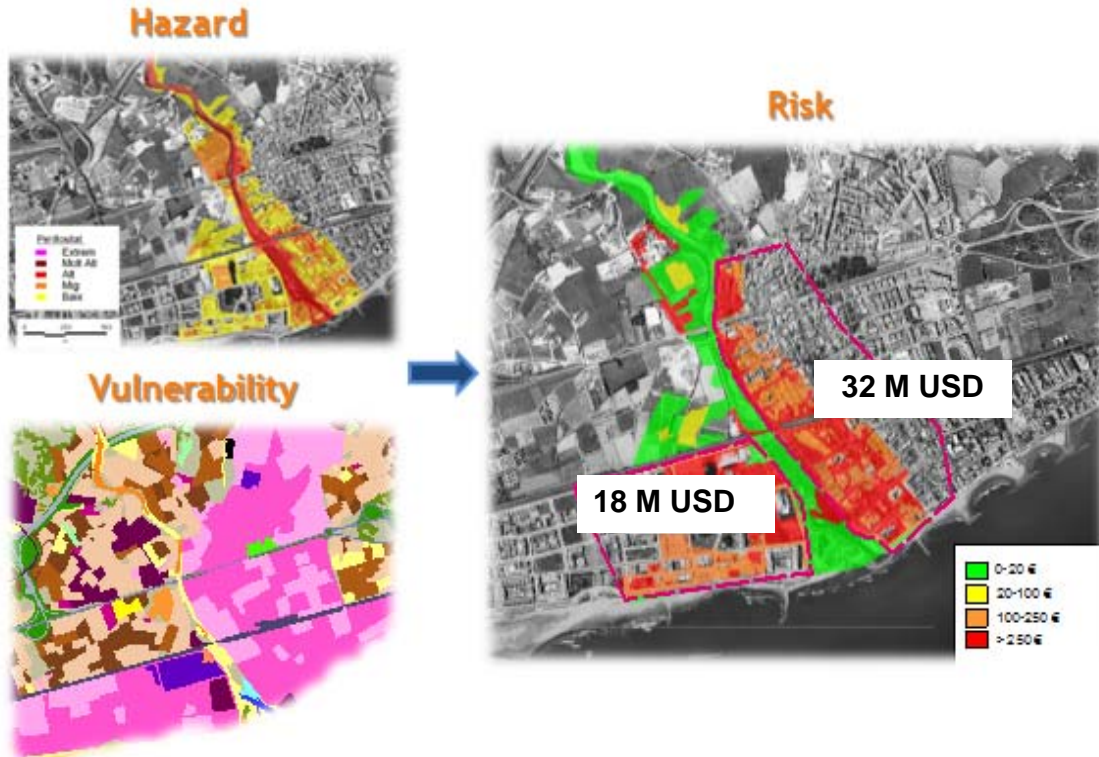 Hazard
Perillositat
Extrem
Molt Alt
Alt
Mig
Baix
Vulnerability
Risk
32 M USD
18 M USD
0-20 €
20-100 €
100-250 €
>250€